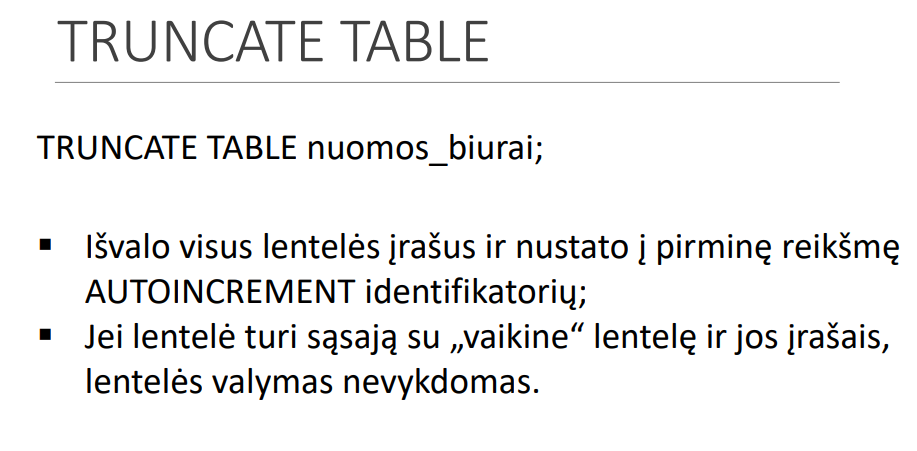 TRUNCATE TABLE
TRUNCATE TABLE nuomos_biurai;
▪ Išvalo visus lentelės įrašus ir nustato į pirminę reikšmę
AUTOINCREMENT identifikatorių;
▪ Jei lentelė turi sąsają su „vaikine“ lentelę ir jos įrašais,
lentelės valymas nevykdomas.